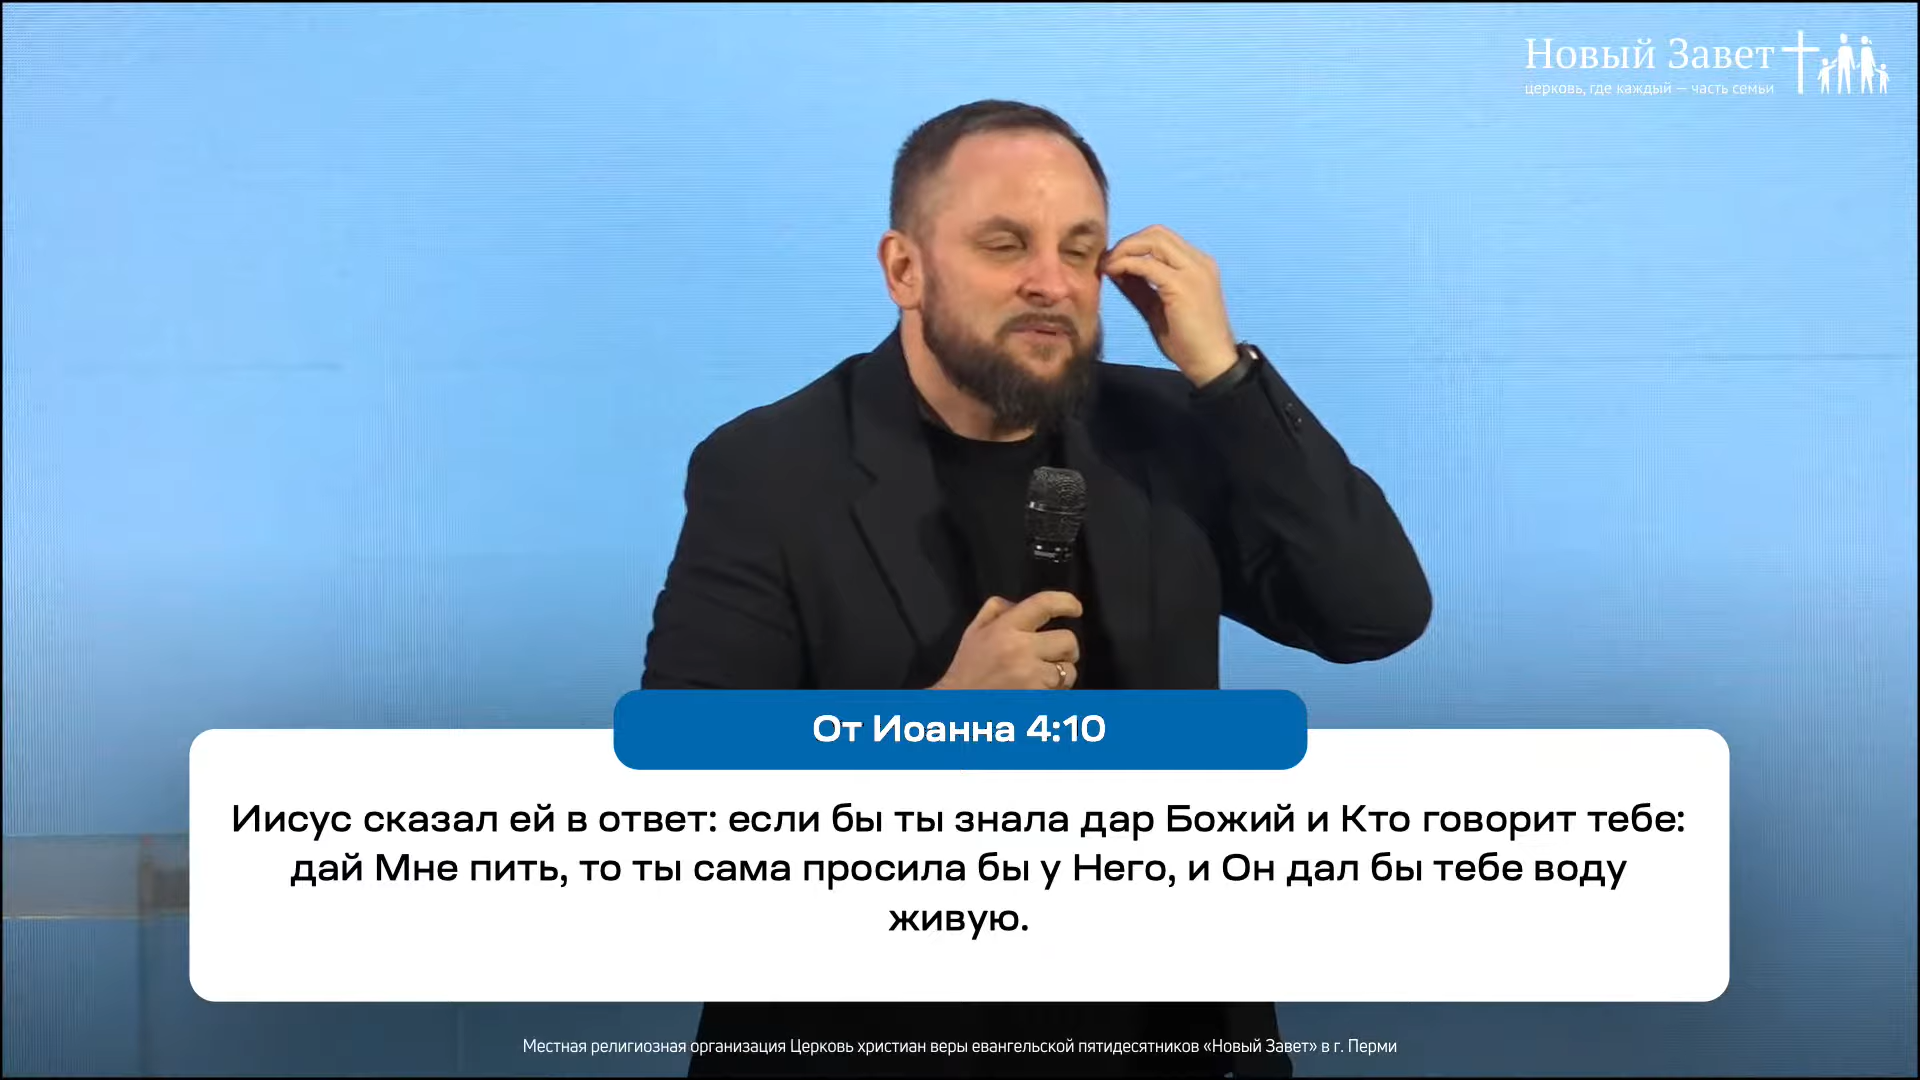 Новый Завет
церковь, где каждый — часть семьи
От Иоанна 4:10
Иисус сказал ей в ответ: если бы ты знала дар Божий и Кто говорит тебе:
дай Мне пить, то ты сама просила бы у Него, и Он дал бы тебе воду
живую.
Местная религиозная организация Церковь христиан веры евангельской пятидесятников «Новый Завет» в г. Перми